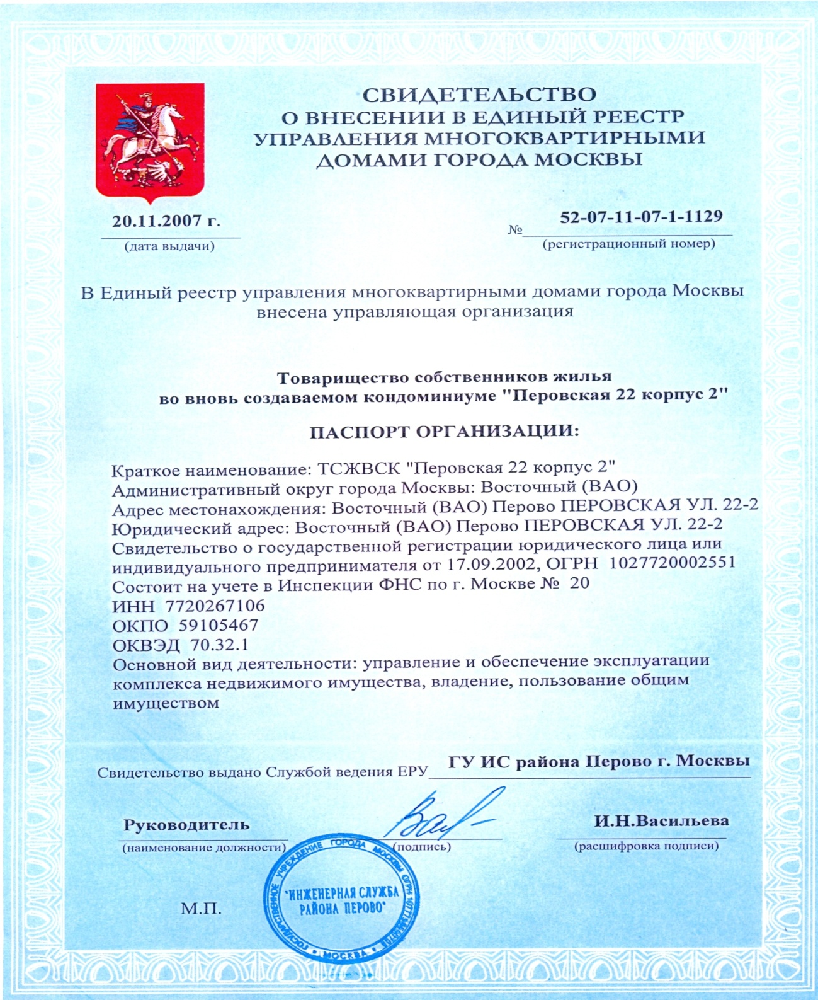 СВИДЕТЕЛЬСТВО
О ВНЕСЕНИИ В ЕДИНЫЙ РЕЕСТР
УПРАВЛЕНИЯ МНОГОКВАРТИРНЫМИ
ДОМАМИ ГОРОДА МОСКВЫ
20.11.2007 г.
(дата выдачи)
№ 52-07-11-07-1-1129
(регистрационный номер)
В Единый реестр управления многоквартирными домами города Москвы
внесена управляющая организация
Товарищество собственников жилья
во вновь создаваемом кондоминиуме "Перовская 22 корпус 2"
ПАСПОРТ ОРГАНИЗАЦИИ:
Краткое наименование: ТСЖВСК "Перовская 22 корпус 2"
Административный округ города Москвы: Восточный (ВАО)
Адрес местонахождения: Восточный (ВАО) Перово ПЕРОВСКАЯ УЛ. 22-2
Юридический адрес: Восточный (ВАО) Перово ПЕРОВСКАЯ УЛ. 22-2
Свидетельство о государственной регистрации юридического лица или
индивидуального предпринимателя от 17.09.2002, ОГРН 1027720002551
Состоит на учете в Инспекции ФНС по г. Москве № 20
ИНН 7720267106
ОКПО 59105467
ОКВЭД 70.32.1
Основной вид деятельности: управление и обеспечение эксплуатации
комплекса недвижимого имущества, владение, пользование общим
имуществом
Свидетельство выдано Службой ведения ЕРУ ГУ ИС района Перово г. Москвы
Руководитель
(наименование должности)
(подпись)
И.Н.Васильева
(расшифровка подписи)
М.П.
ГОСУДАРСТВЕННОЕ УЧРЕЖДЕНИЕ ГОРОДА МОСКВЫ ОГРН
"ИНЖЕНЕРНАЯ СЛУЖБА
РАЙОНА ПЕРОВО"
• МОСКВА •